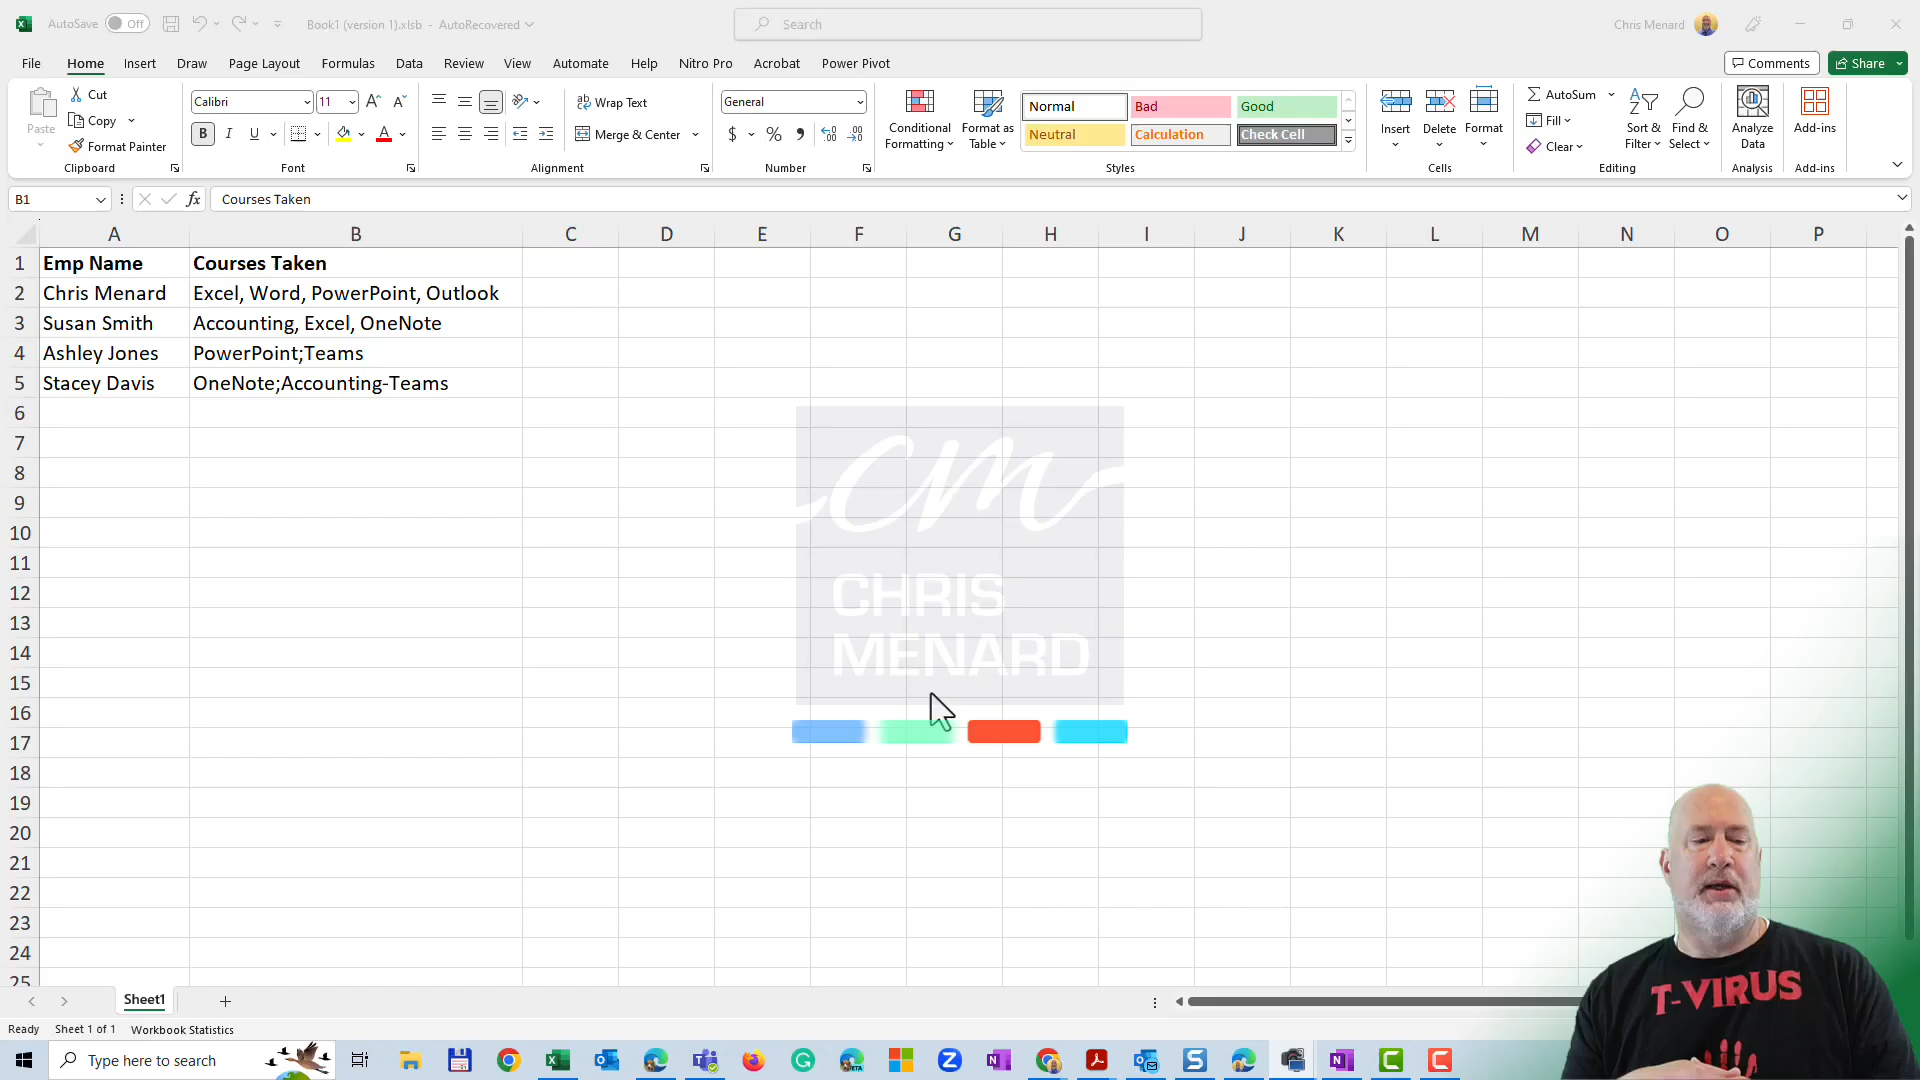 AutoSave Off Book1 (version 1).xlsb - AutoRecovered Search Chris Menard
File Home Insert Draw Page Layout Formulas Data Review View Automate Help Nitro Pro Acrobat Power Pivot Comments Share
Paste Cut Copy Format Painter Clipboard
Calibri 11 B I U A Font
ab Wrap Text Merge & Center Alignment
General $ % , Number
Conditional Formatting Format as Table
Normal Bad Good
Neutral Calculation Check Cell
Styles
Insert Delete Format Cells
AutoSum Fill Clear Sort & Filter Find & Select Editing
Analyze Data Analysis
Add-ins Add-ins
B1 fx Courses Taken
A B C D E F G H I J K L M N O P
1 Emp Name Courses Taken
2 Chris Menard Excel, Word, PowerPoint, Outlook
3 Susan Smith Accounting, Excel, OneNote
4 Ashley Jones PowerPoint;Teams
5 Stacey Davis OneNote;Accounting-Teams
6
7
8
9
10
11
12
13
14
15
16
17
18
19
20
21
22
23
24
25
cm
CHRIS
MENARD
T-VIRUS
Sheet1
Ready Sheet 1 of 1 Workbook Statistics
Type here to search